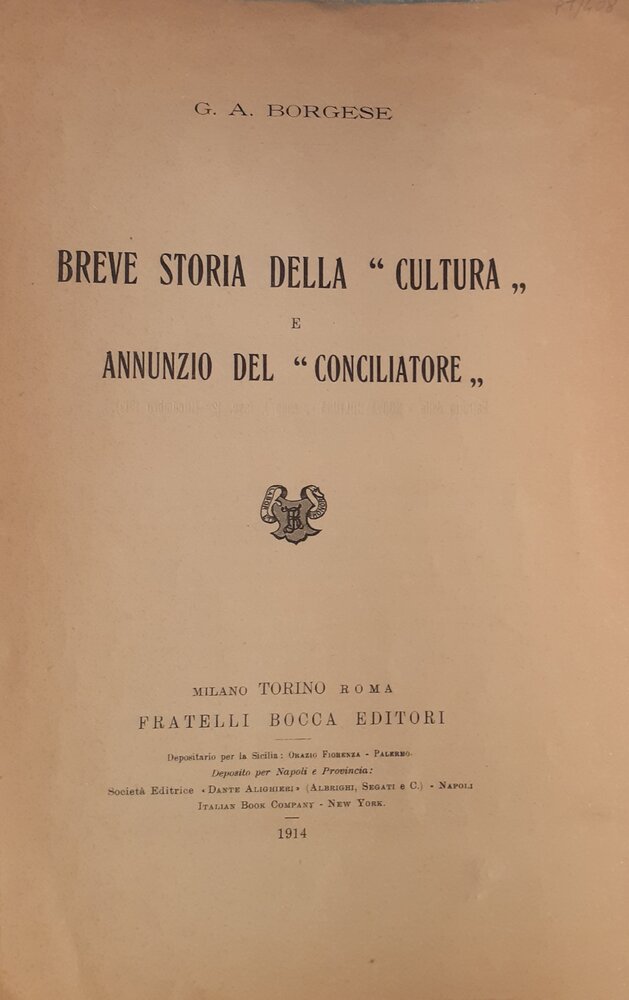 G. A. BORGESE
BREVE STORIA DELLA “ CULTURA „
E
ANNUNZIO DEL “ CONCILIATORE „
LABOR
MILANO TORINO ROMA
FRATELLI BOCCA EDITORI
Depositario per la Sicilia: ORAZIO FIORENZA - PALERMO.
Deposito per Napoli e Provincia:
Società Editrice «DANTE ALIGHIERI» (ALBRIGHI, SEGATI e C.) - NAPOLI
ITALIAN BOOK COMPANY - NEW YORK.
1914